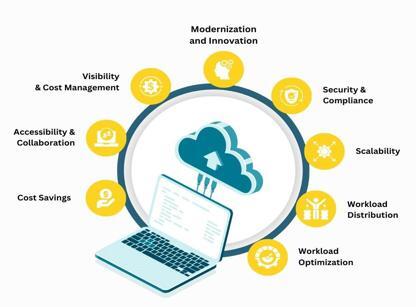 Modernization
and Innovation
Visibility
& Cost Management
Security &
Compliance
Accessibility &
Collaboration
Scalability
Cost Savings
Workload
Distribution
Workload
Optimization